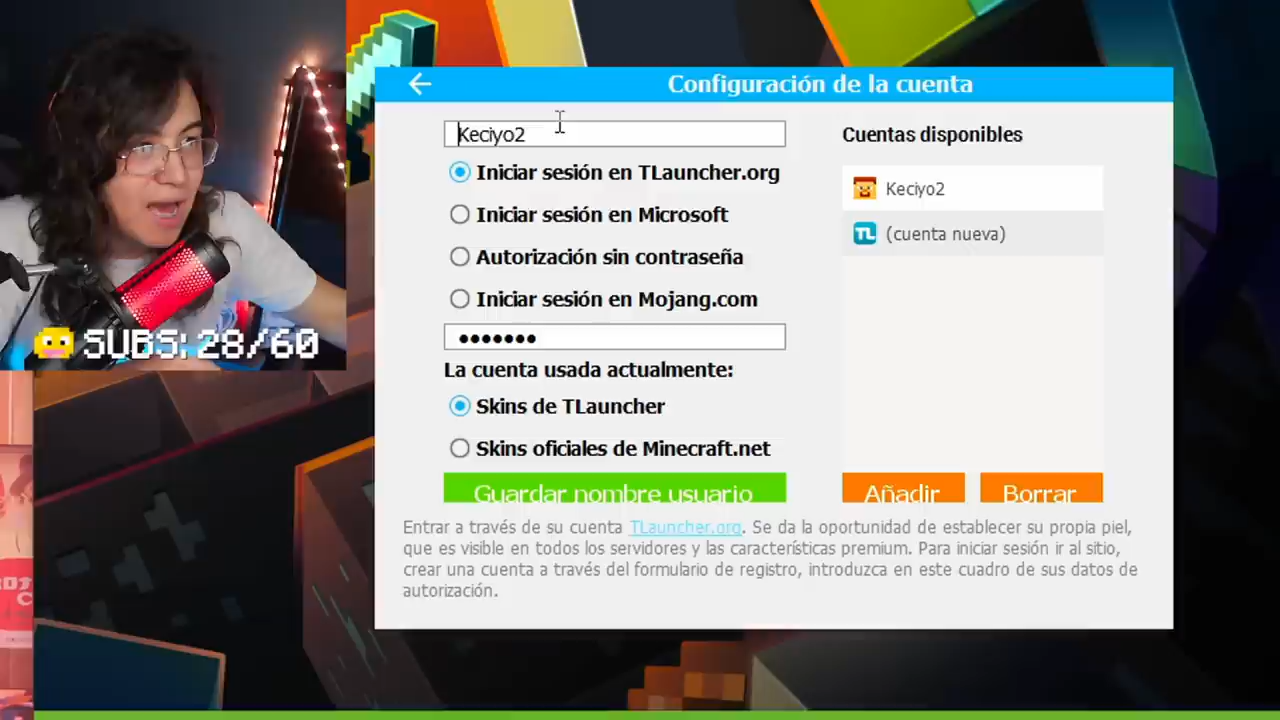 Configuración de la cuenta
Keciyo2
Iniciar sesión en TLauncher.org
Iniciar sesión en Microsoft
Autorización sin contraseña
Iniciar sesión en Mojang.com
•••••••
La cuenta usada actualmente:
Skins de TLauncher
Skins oficiales de Minecraft.net
Guardar nombre usuario
Cuentas disponibles
Keciyo2
TL (cuenta nueva)
Añadir Borrar
Entrar a través de su cuenta TLauncher.org. Se da la oportunidad de establecer su propia piel,
que es visible en todos los servidores y las características premium. Para iniciar sesión ir al sitio,
crear una cuenta a través del formulario de registro, introduzca en este cuadro de sus datos de
autorización.
SUBS: 28/60